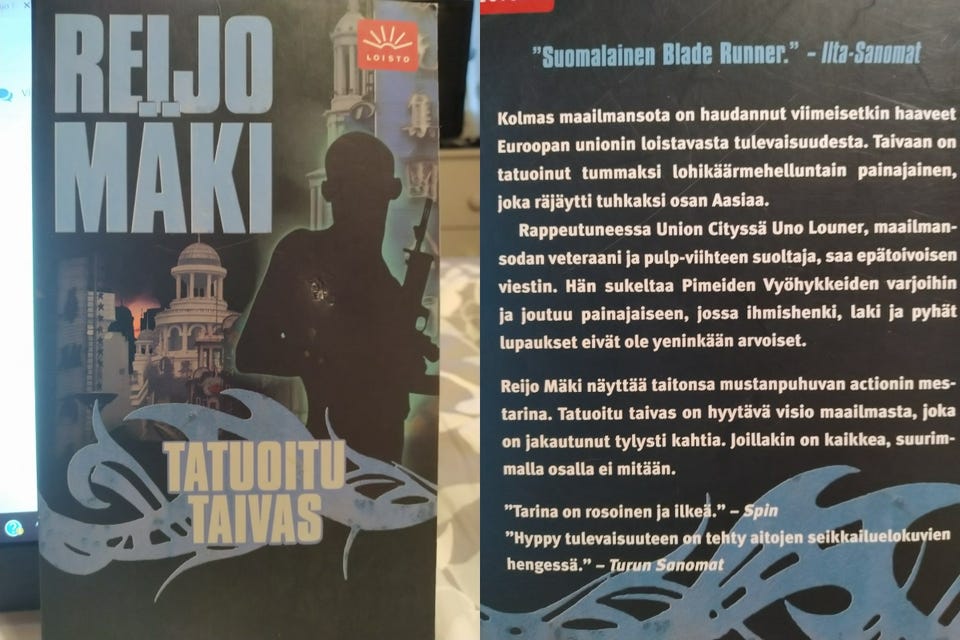 REIJO
MÄKI
LOISTO
TATUOITU
TAIVAS
"Suomalainen Blade Runner." – Ilta-Sanomat
Kolmas maailmansota on haudannut viimeisetkin haaveet
Euroopan unionin loistavasta tulevaisuudesta. Taivaan on
tatuoinut tummaksi lohikäärmehelluntain painajainen,
joka räjäytti tuhkaksi osan Aasiaa.
Rappeutuneessa Union Cityssä Uno Louner, maailman-
sodan veteraani ja pulp-viihteen suoltaja, saa epätoivoisen
viestin. Hän sukeltaa Pimeiden Vyöhykkeiden varjoihin
ja joutuu painajaiseen, jossa ihmishenki, laki ja pyhät
lupaukset eivät ole yeninkään arvoiset.
Reijo Mäki näyttää taitonsa mustanpuhuvan actionin mes-
tarina. Tatuoitu taivas on hyytävä visio maailmasta, joka
on jakautunut tylysti kahtia. Joillakin on kaikkea, suurim-
malla osalla ei mitään.
"Tarina on rosoinen ja ilkeä." – Spin
"Hyppy tulevaisuuteen on tehty aitojen seikkailuelokuvien
hengessä." – Turun Sanomat